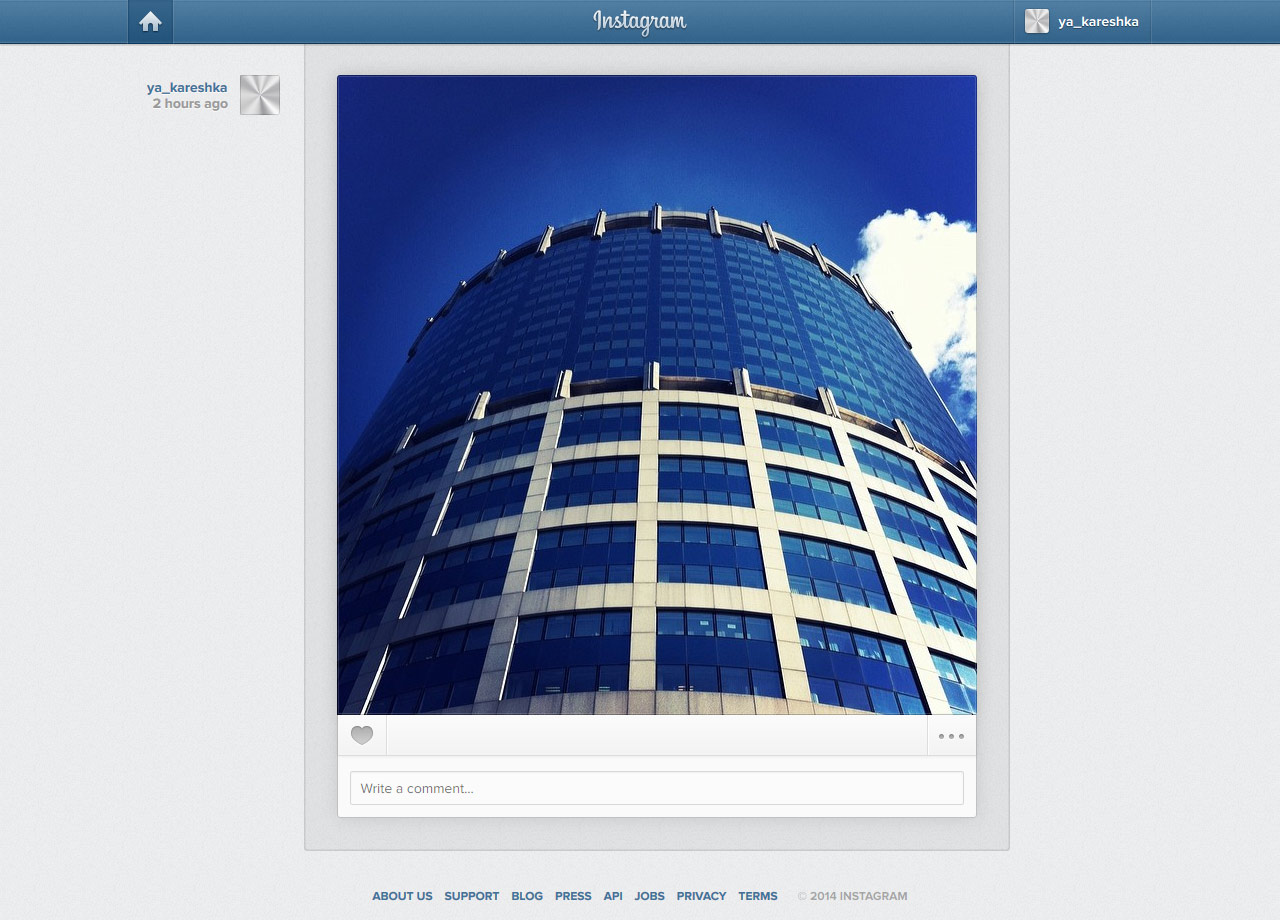 Instagram
ya_kareshka
ya_kareshka
2 hours ago
Write a comment...
ABOUT US SUPPORT BLOG PRESS API JOBS PRIVACY TERMS © 2014 INSTAGRAM